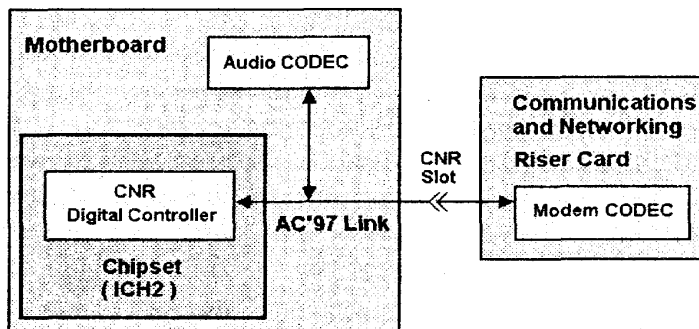 Motherboard
Audio CODEC
CNR
Digital Controller
Chipset
( ICH2 )
AC'97 Link
CNR
Slot
Communications
and Networking
Riser Card
Modem CODEC